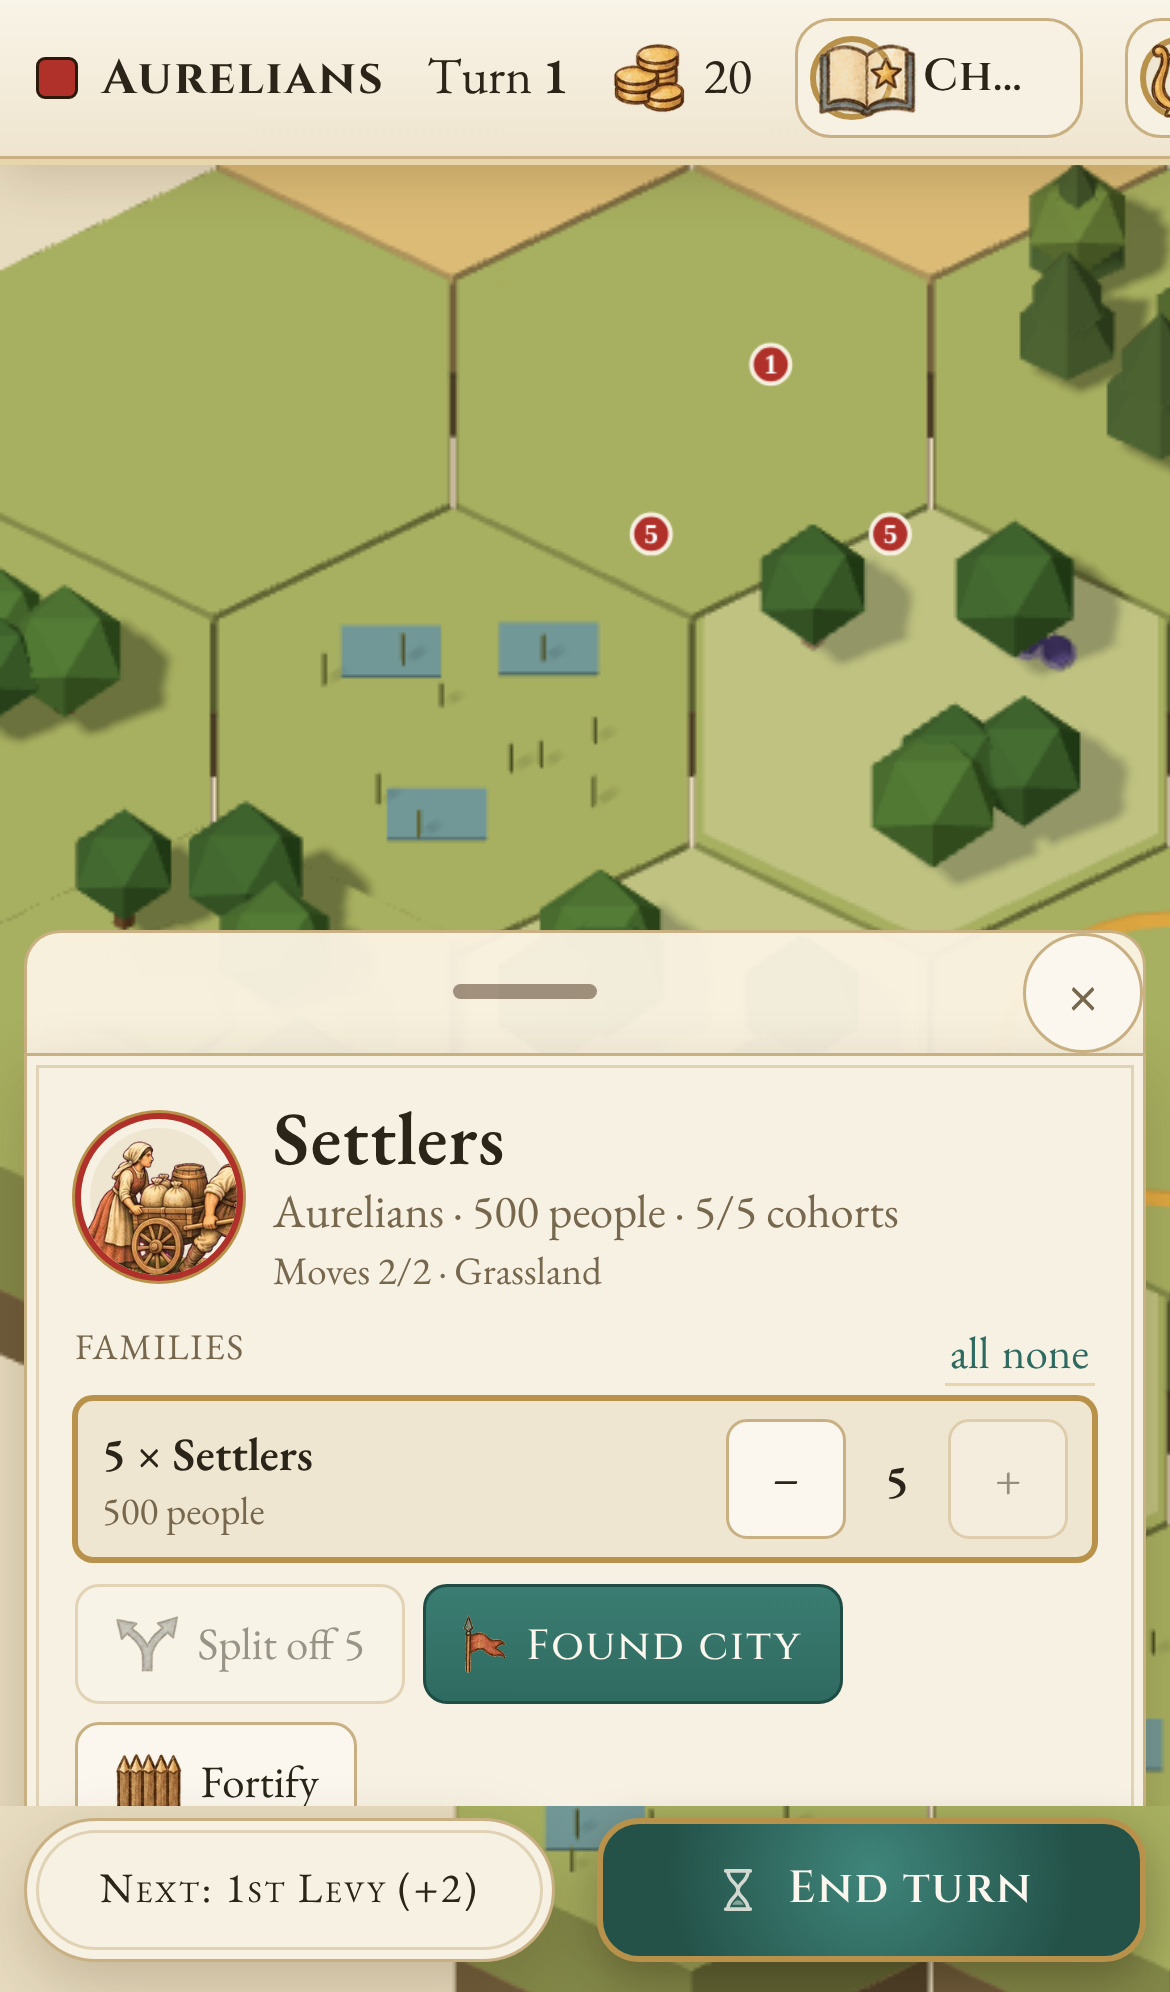 AURELIANS Turn 1 20 CH...
1
5 5
×
Settlers
Aurelians · 500 people · 5/5 cohorts
Moves 2/2 · Grassland
FAMILIES all none
5 × Settlers
500 people
− 5 +
Split off 5 FOUND CITY
Fortify
NEXT: 1ST LEVY (+2) END TURN